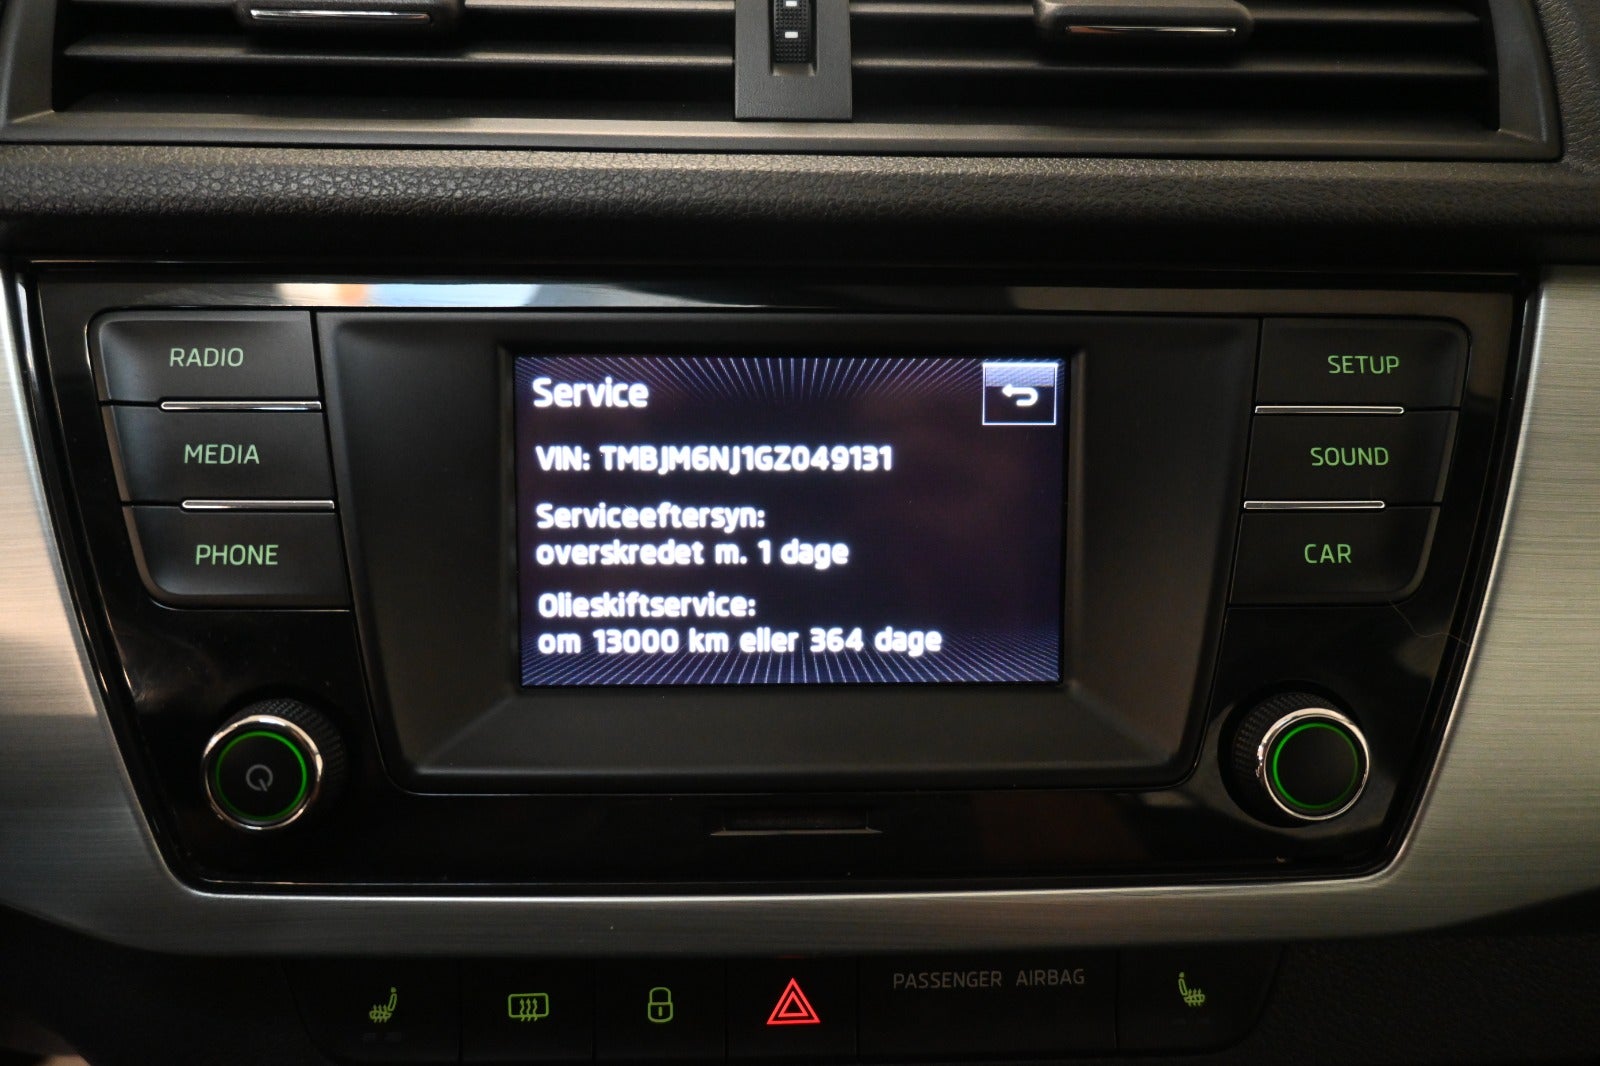 RADIO
MEDIA
PHONE
Service
VIN: TMBJM6NJ1GZ049131
Serviceeftersyn:
overskredet m. 1 dage
Olieskiftservice:
om 13000 km eller 364 dage
SETUP
SOUND
CAR
PASSENGER AIRBAG